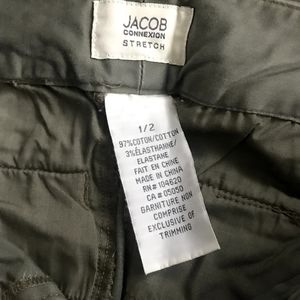 JACOB
CONNEXION
STRETCH
1/2
97%COTON/COTTON
3%ÉLASTHANNE/
ELASTANE
FAIT EN CHINE
MADE IN CHINA
RN# 104620
CA# 05050
GARNITURE NON
COMPRISE
EXCLUSIVE OF
TRIMMING